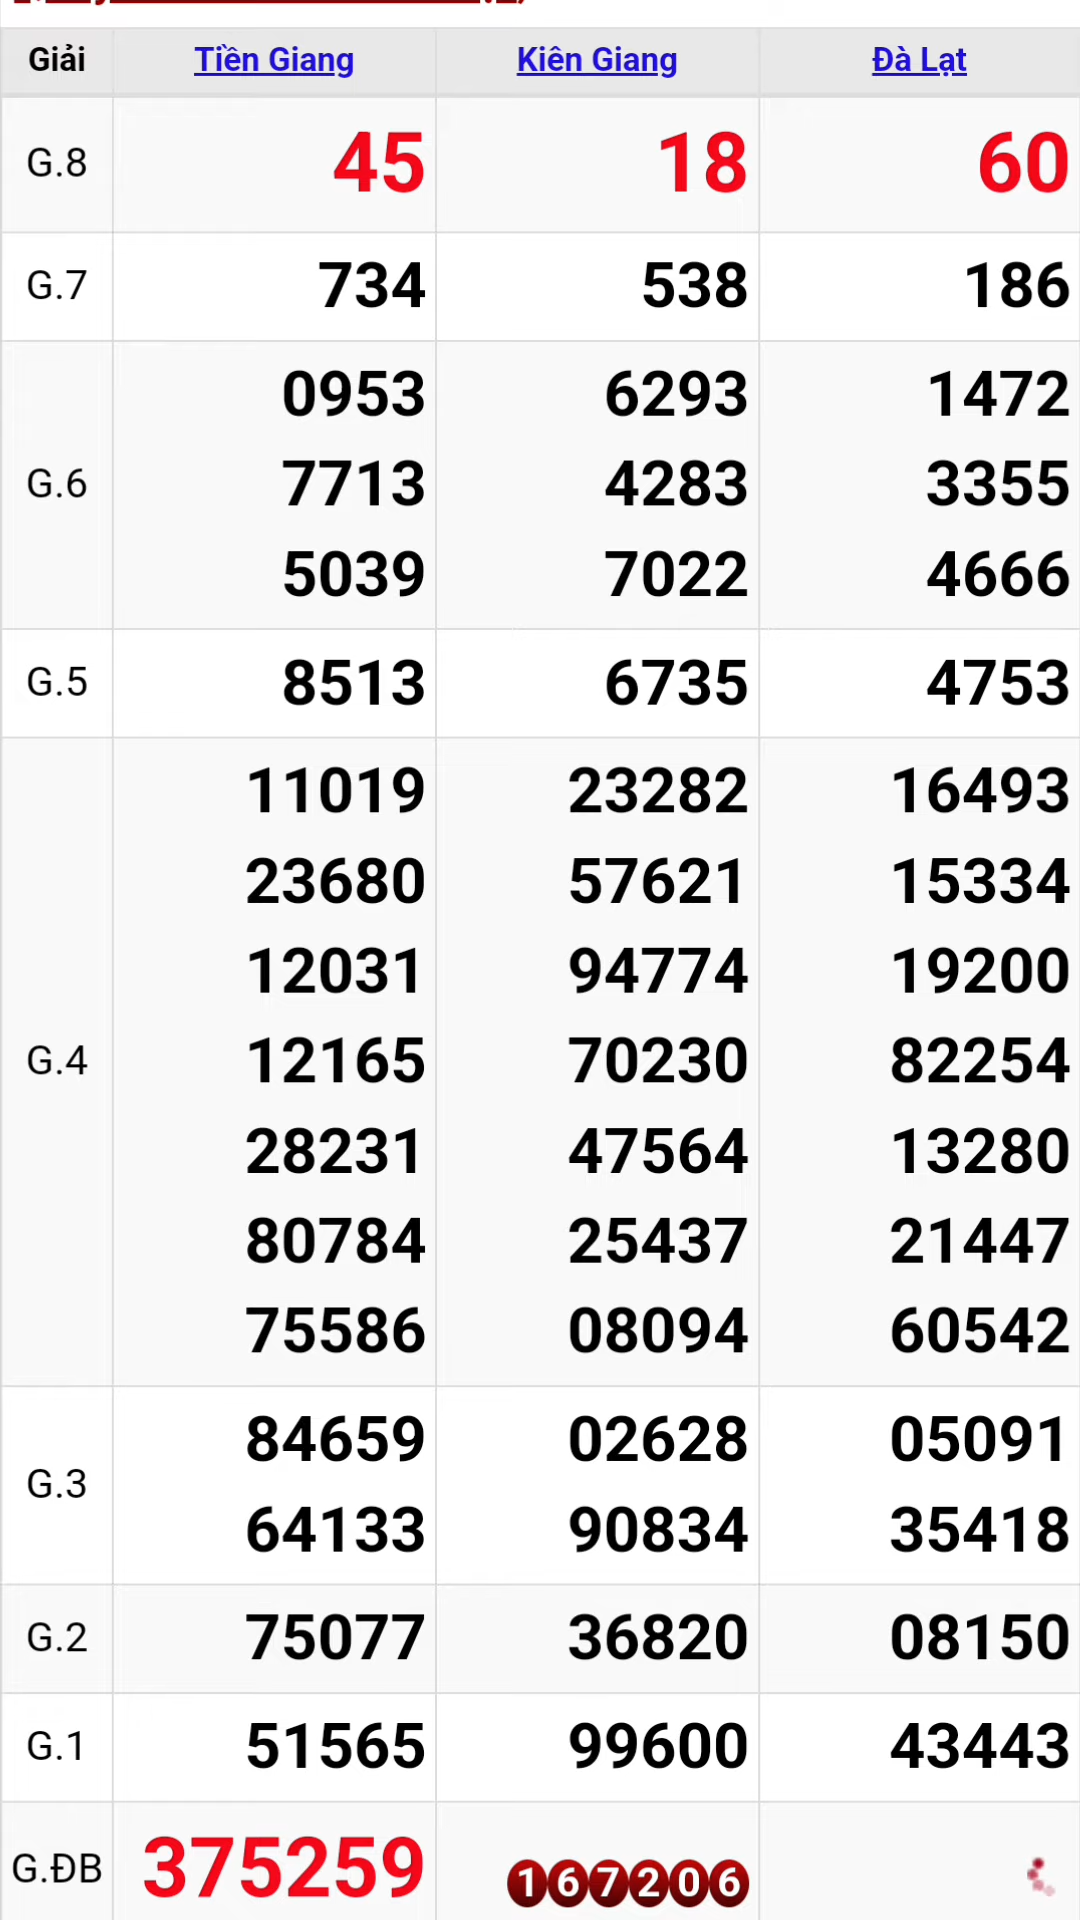 Giải Tiền Giang Kiên Giang Đà Lạt
G.8 45 18 60
G.7 734 538 186
0953 6293 1472
G.6 7713 4283 3355
5039 7022 4666
G.5 8513 6735 4753
11019 23282 16493
23680 57621 15334
12031 94774 19200
G.4 12165 70230 82254
28231 47564 13280
80784 25437 21447
75586 08094 60542
G.3 84659 02628 05091
64133 90834 35418
G.2 75077 36820 08150
G.1 51565 99600 43443
G.ĐB 375259 167206